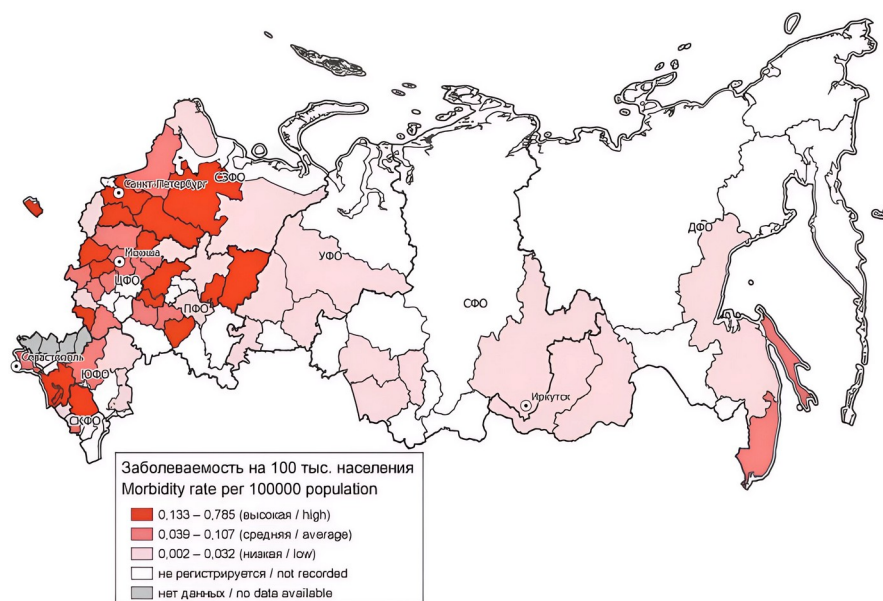 СЗФО
Санкт-Петербург
ДФО
УФО
Москва
ЦФО
СФО
ПФО
Севастополь
ЮФО
Иркутск
СКФО
Заболеваемость на 100 тыс. населения
Morbidity rate per 100000 population
0,133 – 0,785 (высокая / high)
0,039 – 0,107 (средняя / average)
0,002 – 0,032 (низкая / low)
не регистрируется / not recorded
нет данных / no data available